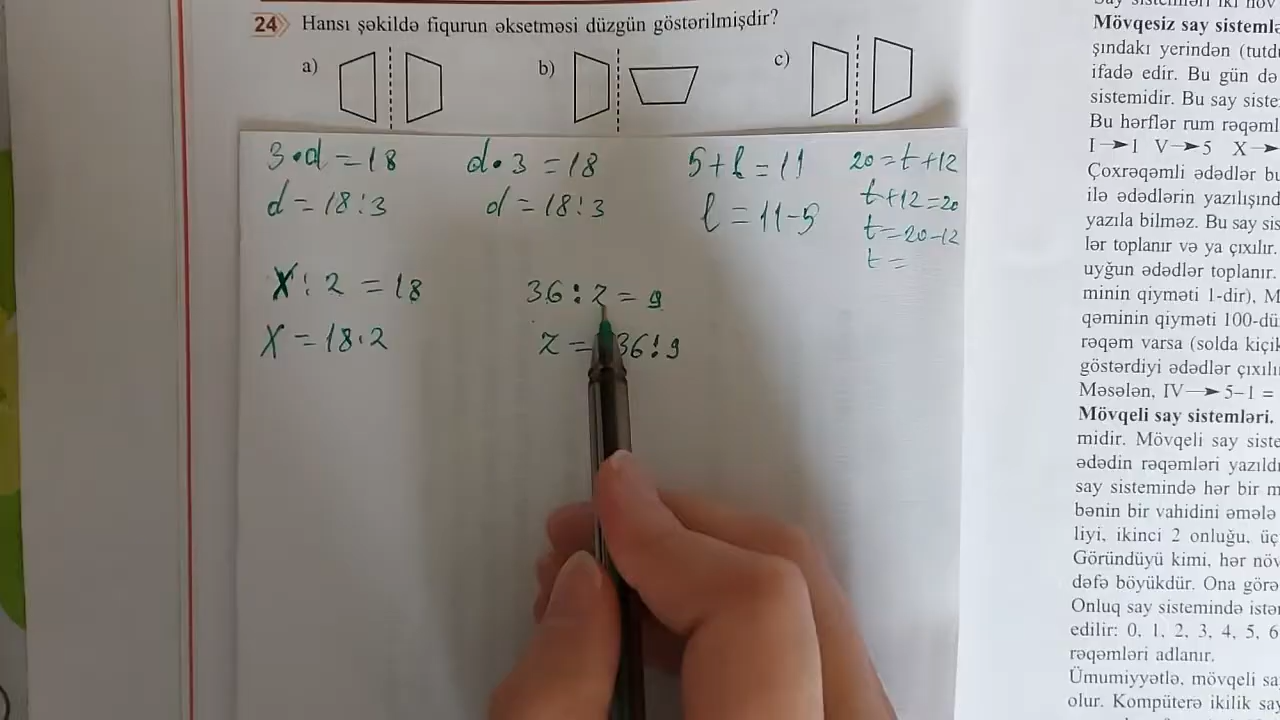 24 Hansı şəkildə fiqurun əksetməsi düzgün göstərilmişdir?
a) b) c)
3·d=18 d·3=18 5+l=11 20=t+12
d=18:3 d=18:3 l=11-5 t+12=20
t=20-12
t=
x:2=18 36:z=9
x=18·2 z=36:9
Mövqesiz say sistemlə
şındakı yerindən (tutdu
ifadə edir. Bu gün də
sistemidir. Bu say siste
Bu hərflər rum rəqəml
I→1 V→5 X→
Çoxrəqəmli ədədlər bu
ilə ədədlərin yazılışınd
yazıla bilməz. Bu say sis
lər toplanır və ya çıxılır.
uyğun ədədlər toplanır.
minin qiyməti 1-dir), M
qəminin qiyməti 100-dü
rəqəm varsa (solda kiçik
göstərdiyi ədədlər çıxılı
Məsələn, IV→5–1 =
Mövqeli say sistemləri.
midir. Mövqeli say siste
ədədin rəqəmləri yazıldı
say sistemində hər bir m
bənin bir vahidini əmələ
liyi, ikinci 2 onluğu, üç
Göründüyü kimi, hər növ
dəfə böyükdür. Ona görə
Onluq say sistemində istə
edilir: 0, 1, 2, 3, 4, 5, 6
rəqəmləri adlanır.
Ümumiyyətlə, mövqeli sa
olur. Kompüterə ikilik say